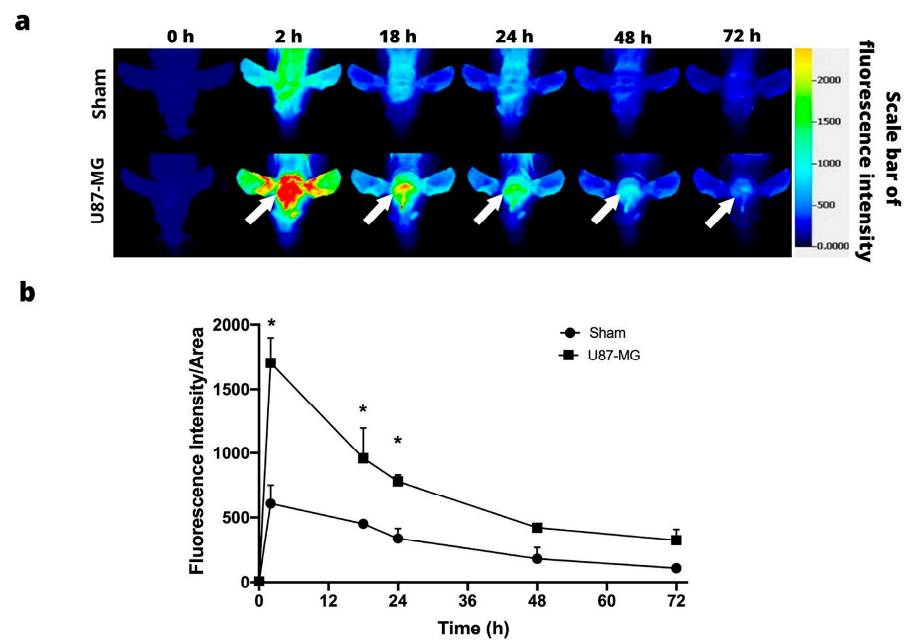 a
0 h 2 h 18 h 24 h 48 h 72 h
Sham
U87-MG
2000
1500
1000
500
0.0000
Scale bar of
fluorescence intensity
b
Fluorescence Intensity/Area
2000
1500
1000
500
0
* * *
Sham
U87-MG
0 12 24 36 48 60 72
Time (h)